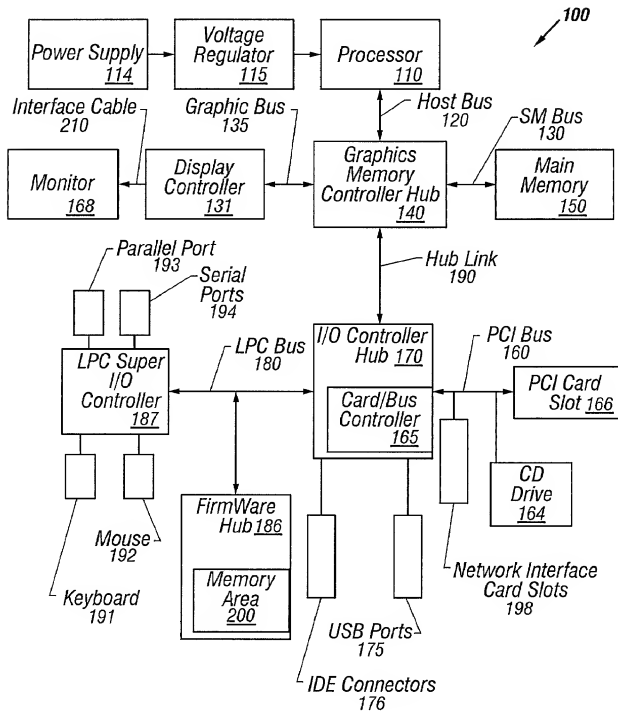 100
Power Supply
114
Voltage
Regulator
115
Processor
110
Interface Cable
210
Graphic Bus
135
Host Bus
120
SM Bus
130
Monitor
168
Display
Controller
131
Graphics
Memory
Controller Hub
140
Main
Memory
150
Parallel Port
193
Serial
Ports
194
Hub Link
190
LPC Super
I/O
Controller
187
LPC Bus
180
I/O Controller
Hub 170
Card/Bus
Controller
165
PCI Bus
160
PCI Card
Slot 166
CD
Drive
164
Mouse
192
Keyboard
191
FirmWare
Hub 186
Memory
Area
200
Network Interface
Card Slots
198
USB Ports
175
IDE Connectors
176